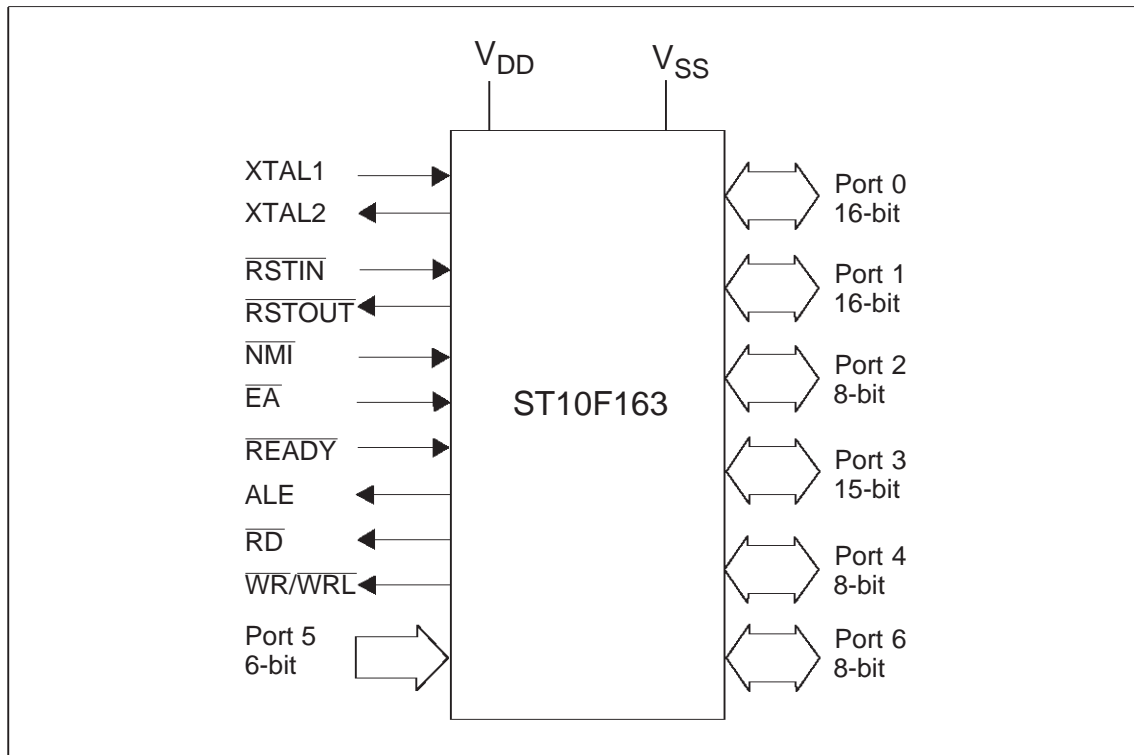 VDD
VSS
XTAL1
XTAL2
RSTIN
RSTOUT
NMI
EA
READY
ALE
RD
WR/WRL
Port 5
6-bit
ST10F163
Port 0
16-bit
Port 1
16-bit
Port 2
8-bit
Port 3
15-bit
Port 4
8-bit
Port 6
8-bit